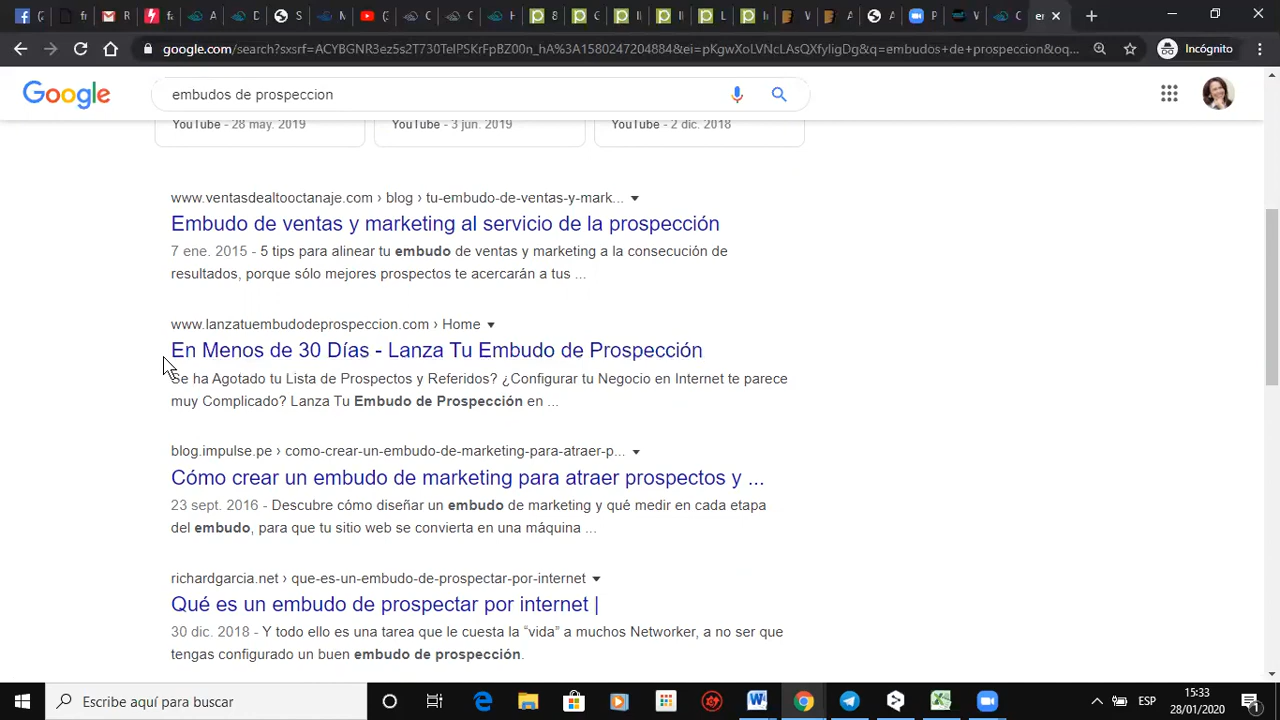 google.com/search?sxsrf=ACYBGNR3ez5s2T730TelPSKrFpBZ00n_hA%3A1580247204884&ei=pKgwXoLVNcLAsQXfyligDg&q=embudos+de+prospeccion&oq...
Incógnito
Google
embudos de prospeccion
YouTube - 28 may. 2019
YouTube - 3 jun. 2019
YouTube - 2 dic. 2018
www.ventasdealtooctanaje.com › blog › tu-embudo-de-ventas-y-mark...
Embudo de ventas y marketing al servicio de la prospección
7 ene. 2015 - 5 tips para alinear tu embudo de ventas y marketing a la consecución de
resultados, porque sólo mejores prospectos te acercarán a tus ...
www.lanzatuembudodeprospeccion.com › Home
En Menos de 30 Días - Lanza Tu Embudo de Prospección
Se ha Agotado tu Lista de Prospectos y Referidos? ¿Configurar tu Negocio en Internet te parece
muy Complicado? Lanza Tu Embudo de Prospección en ...
blog.impulse.pe › como-crear-un-embudo-de-marketing-para-atraer-p...
Cómo crear un embudo de marketing para atraer prospectos y ...
23 sept. 2016 - Descubre cómo diseñar un embudo de marketing y qué medir en cada etapa
del embudo, para que tu sitio web se convierta en una máquina ...
richardgarcia.net › que-es-un-embudo-de-prospectar-por-internet
Qué es un embudo de prospectar por internet |
30 dic. 2018 - Y todo ello es una tarea que le cuesta la “vida” a muchos Networker, a no ser que
tengas configurado un buen embudo de prospección.
Escribe aquí para buscar
ESP
15:33
28/01/2020